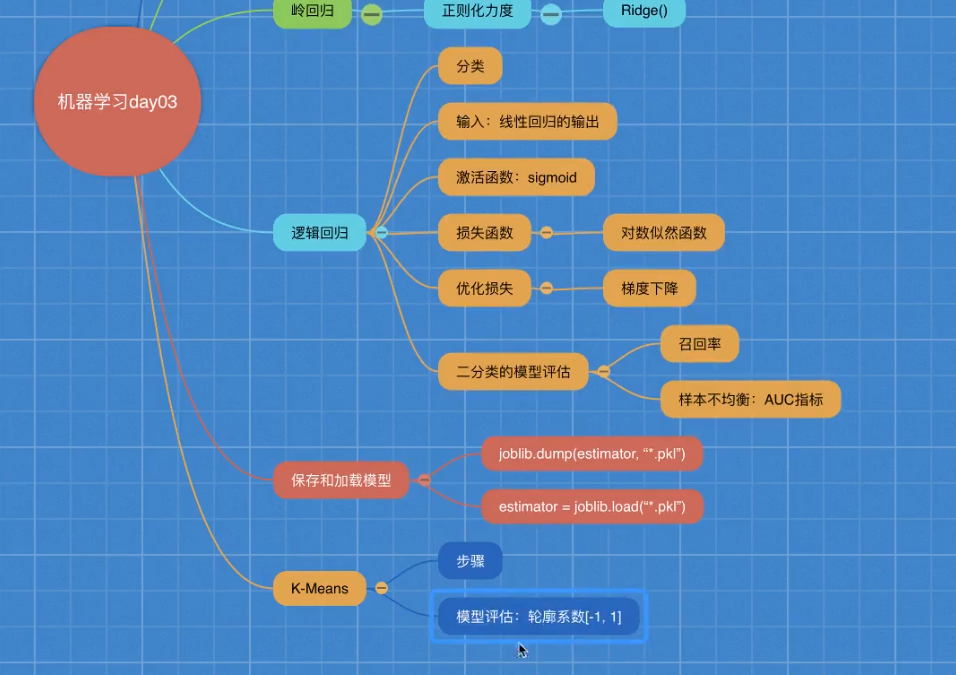 岭回归
正则化力度
Ridge()
机器学习day03
分类
输入：线性回归的输出
激活函数：sigmoid
逻辑回归
损失函数
对数似然函数
优化损失
梯度下降
二分类的模型评估
召回率
样本不均衡：AUC指标
保存和加载模型
joblib.dump(estimator, “*.pkl”)
estimator = joblib.load(“*.pkl”)
K-Means
步骤
模型评估：轮廓系数[-1, 1]